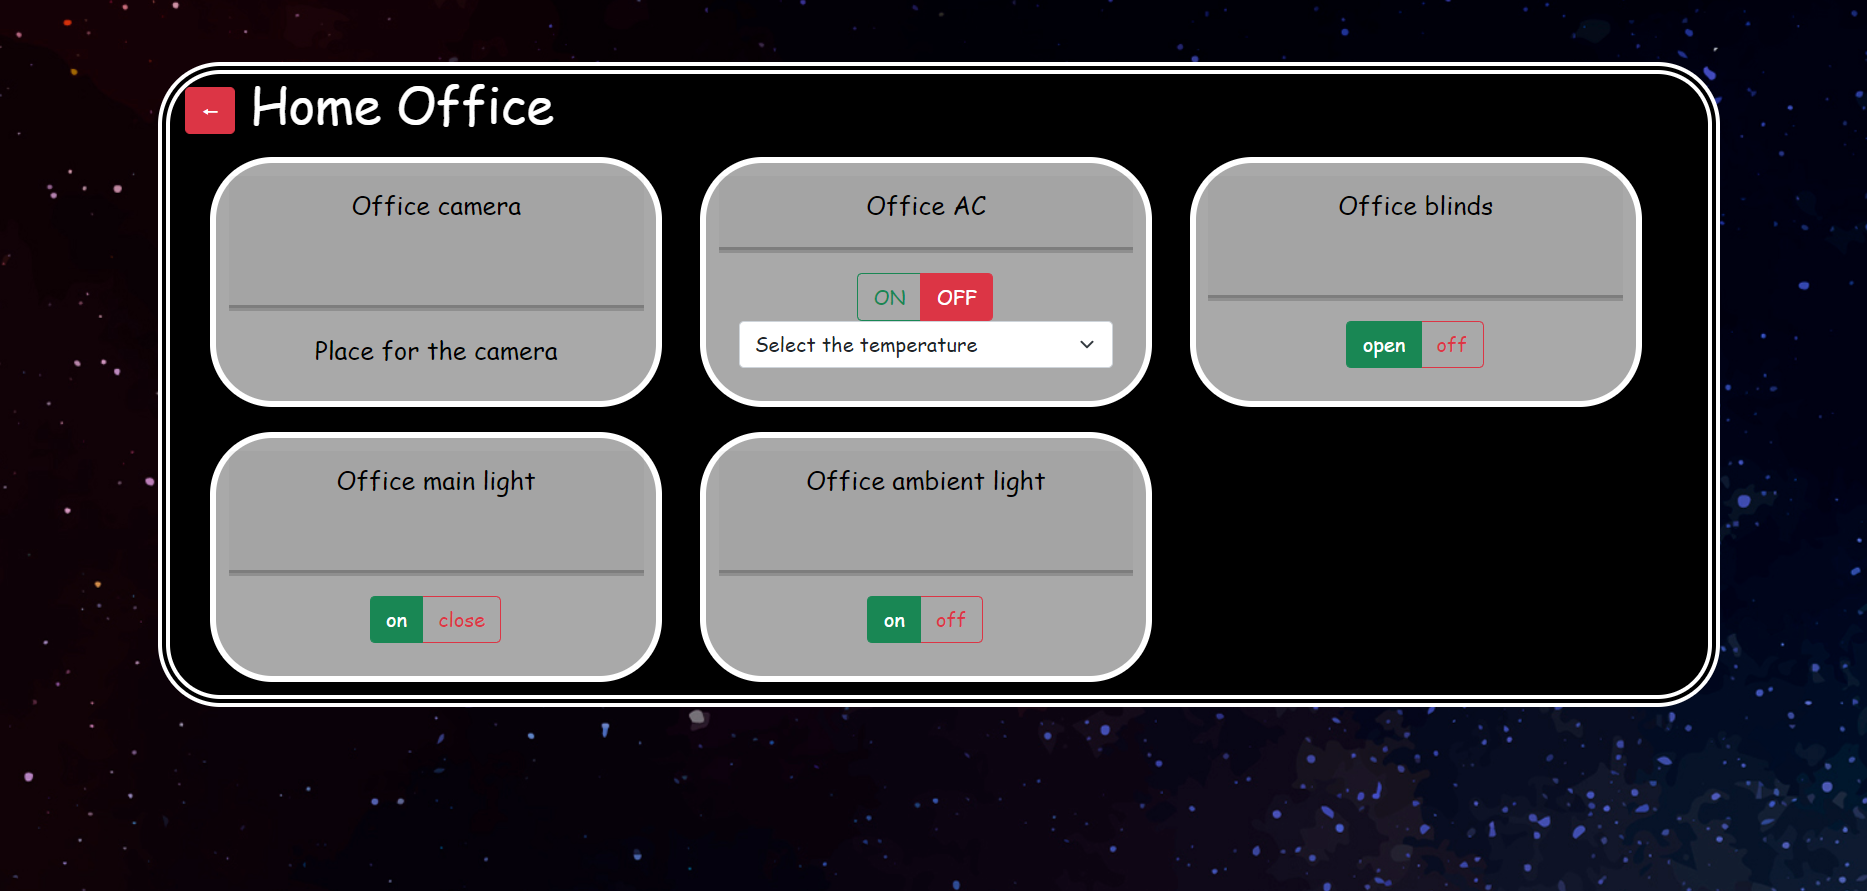 ← Home Office
Office camera
Place for the camera
Office AC
ON OFF
Select the temperature
Office blinds
open off
Office main light
on close
Office ambient light
on off